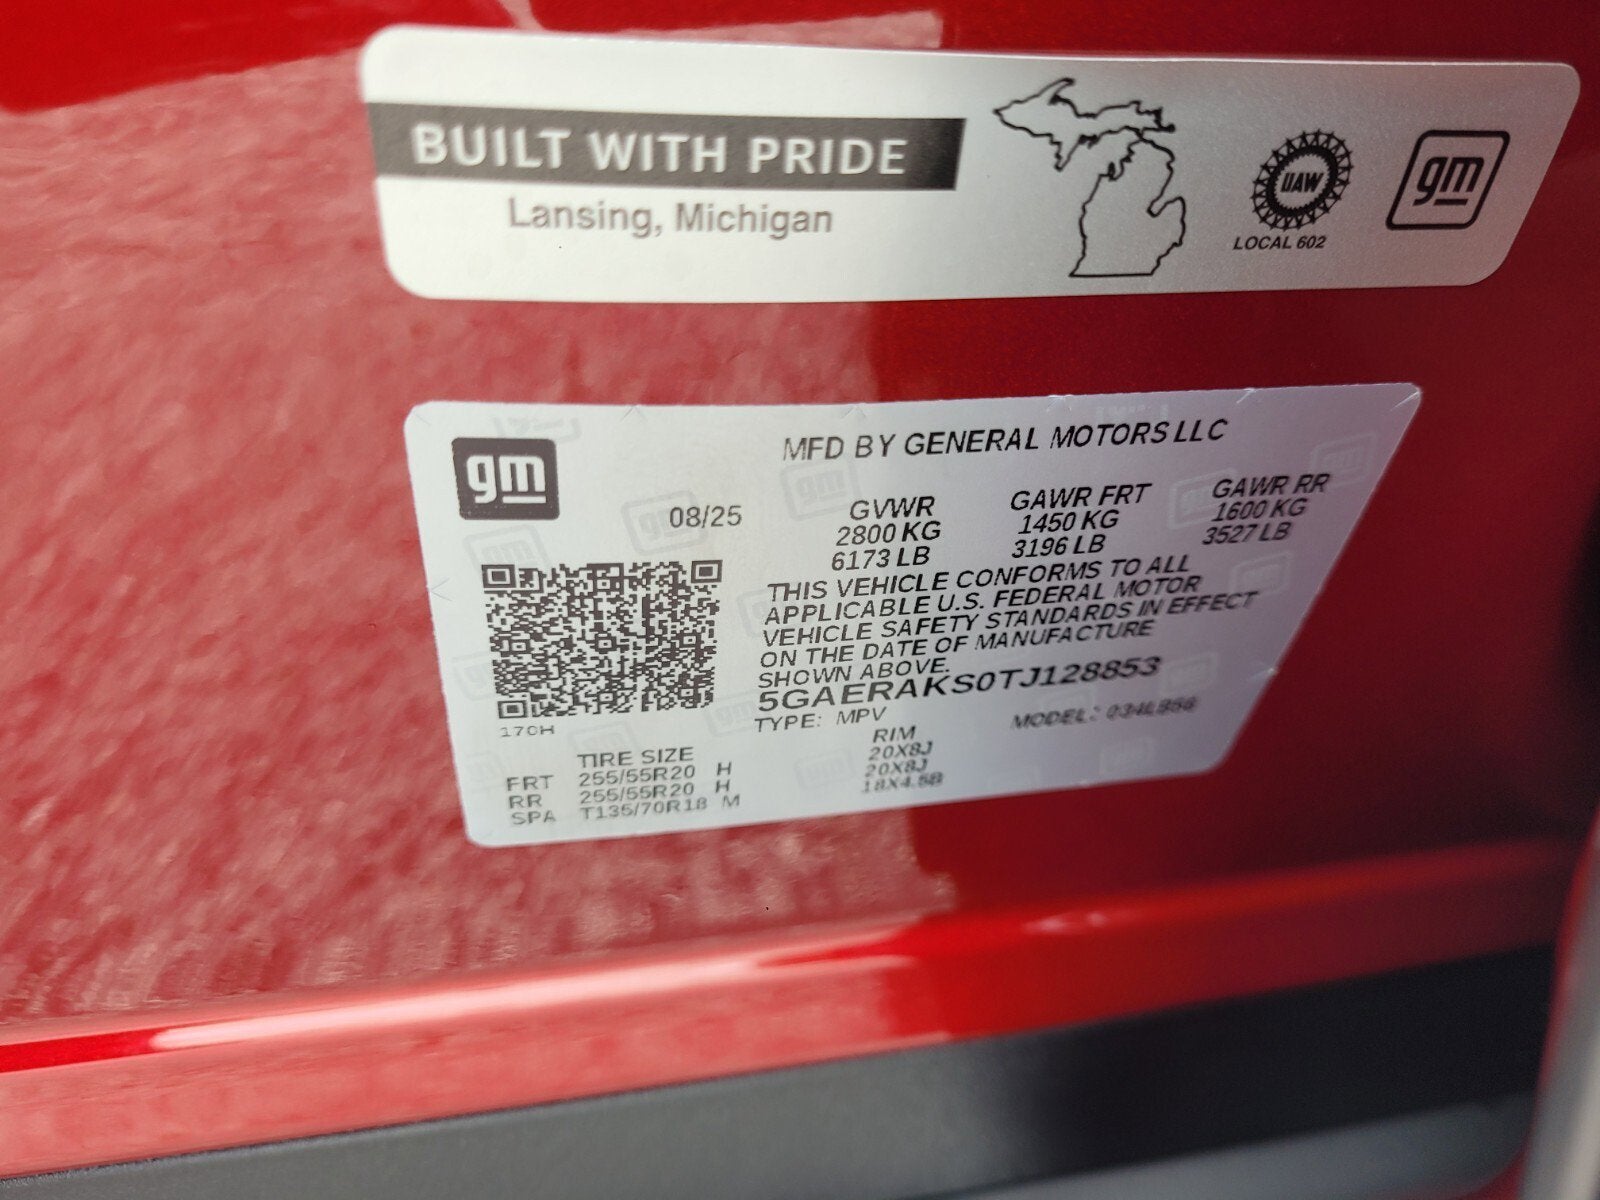 BUILT WITH PRIDE
Lansing, Michigan
UAW
LOCAL 602
gm
gm
MFD BY GENERAL MOTORS LLC
08/25
GVWR GAWR FRT GAWR RR
2800 KG 1450 KG 1600 KG
6173 LB 3196 LB 3527 LB
THIS VEHICLE CONFORMS TO ALL
APPLICABLE U.S. FEDERAL MOTOR
VEHICLE SAFETY STANDARDS IN EFFECT
ON THE DATE OF MANUFACTURE
SHOWN ABOVE.
5GAERAKS0TJ128853
TYPE: MPV MODEL:
170H
TIRE SIZE RIM
FRT 255/55R20 H 20X8J
RR 255/55R20 H 20X8J
SPA T135/70R18 M 18X4.5B